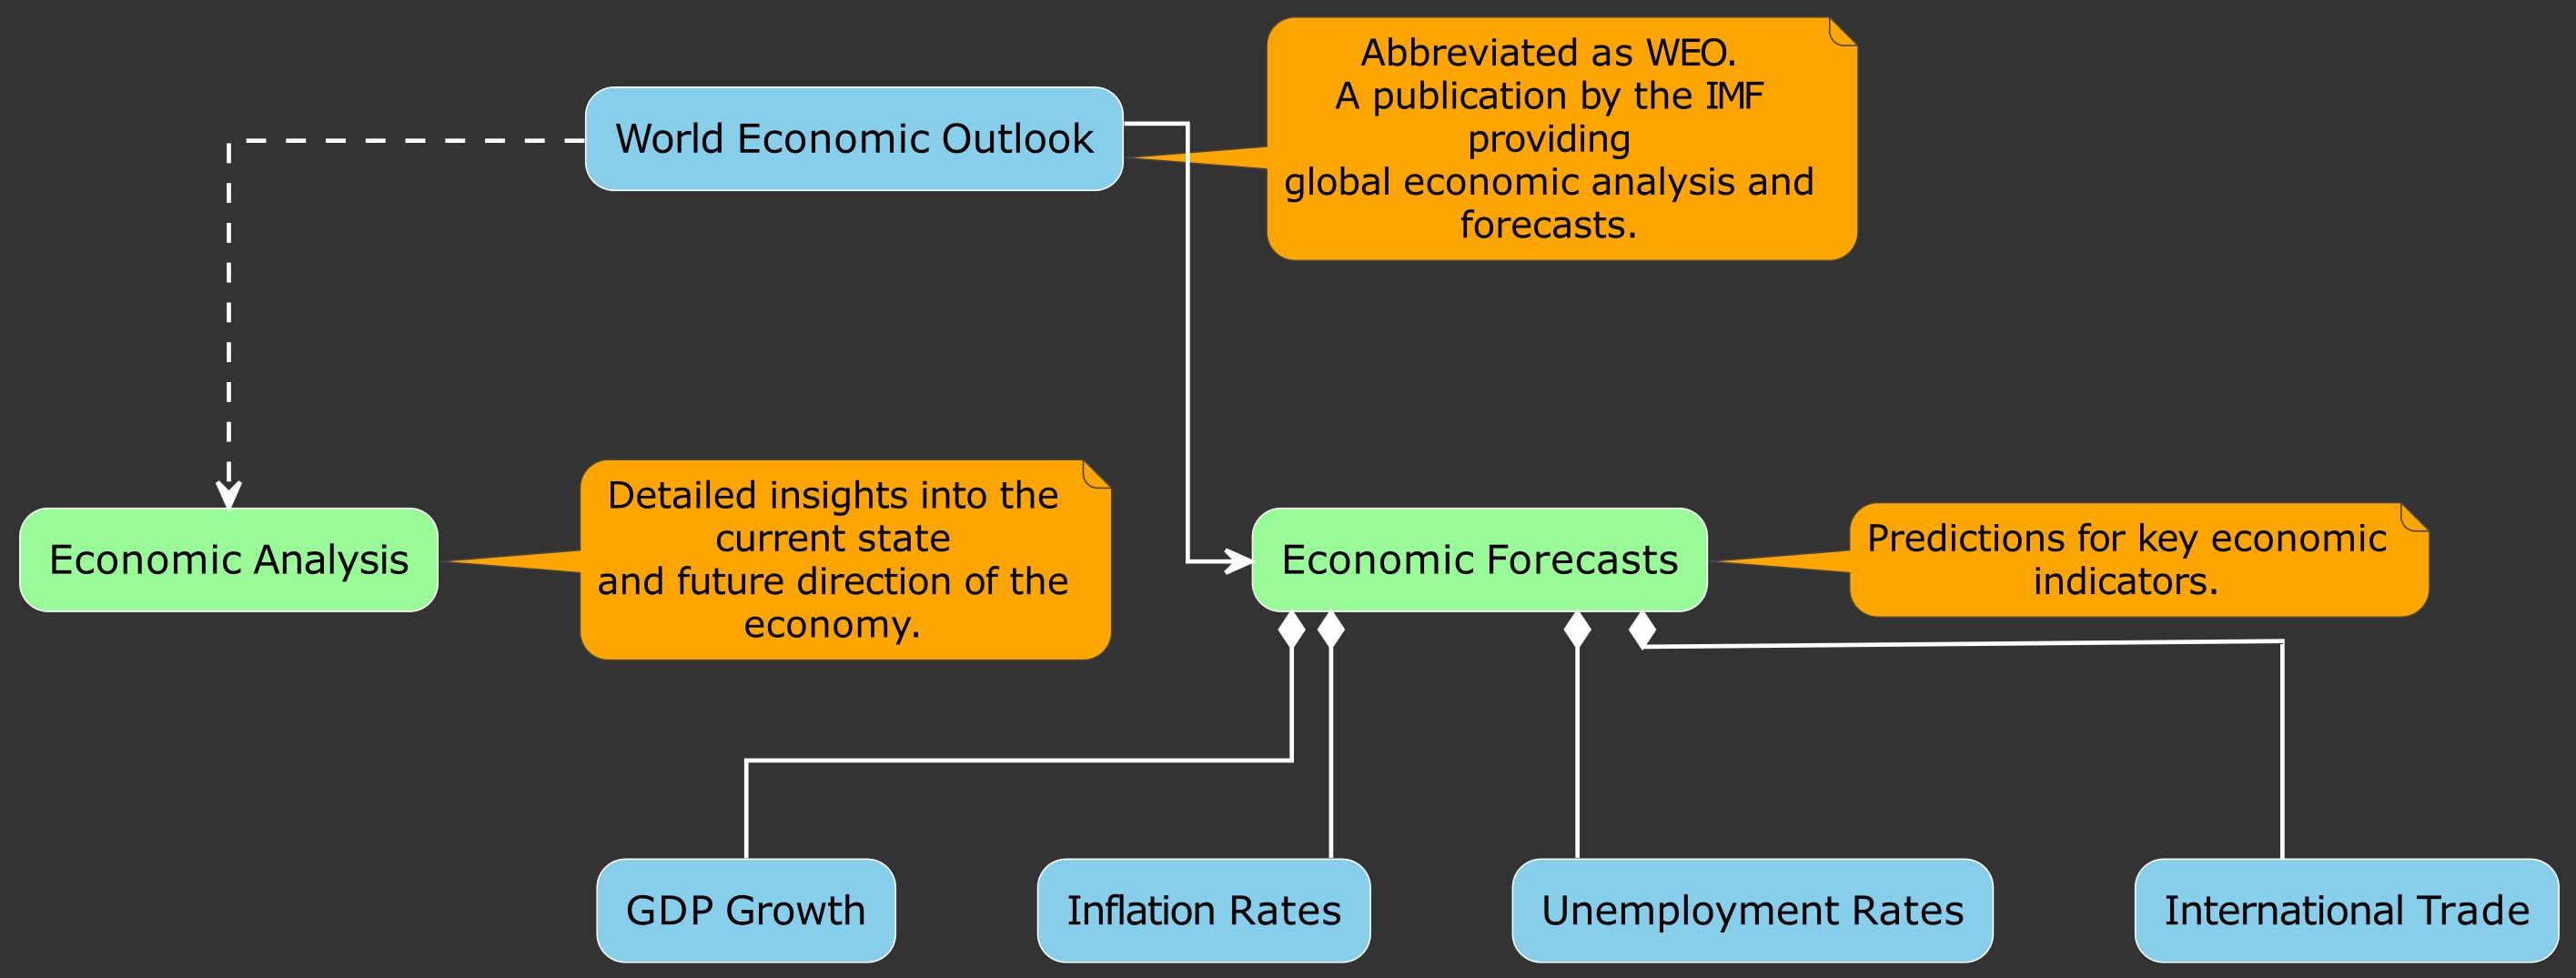 World Economic Outlook
Abbreviated as WEO.
A publication by the IMF
providing
global economic analysis and
forecasts.
Economic Analysis
Detailed insights into the
current state
and future direction of the
economy.
Economic Forecasts
Predictions for key economic
indicators.
GDP Growth
Inflation Rates
Unemployment Rates
International Trade